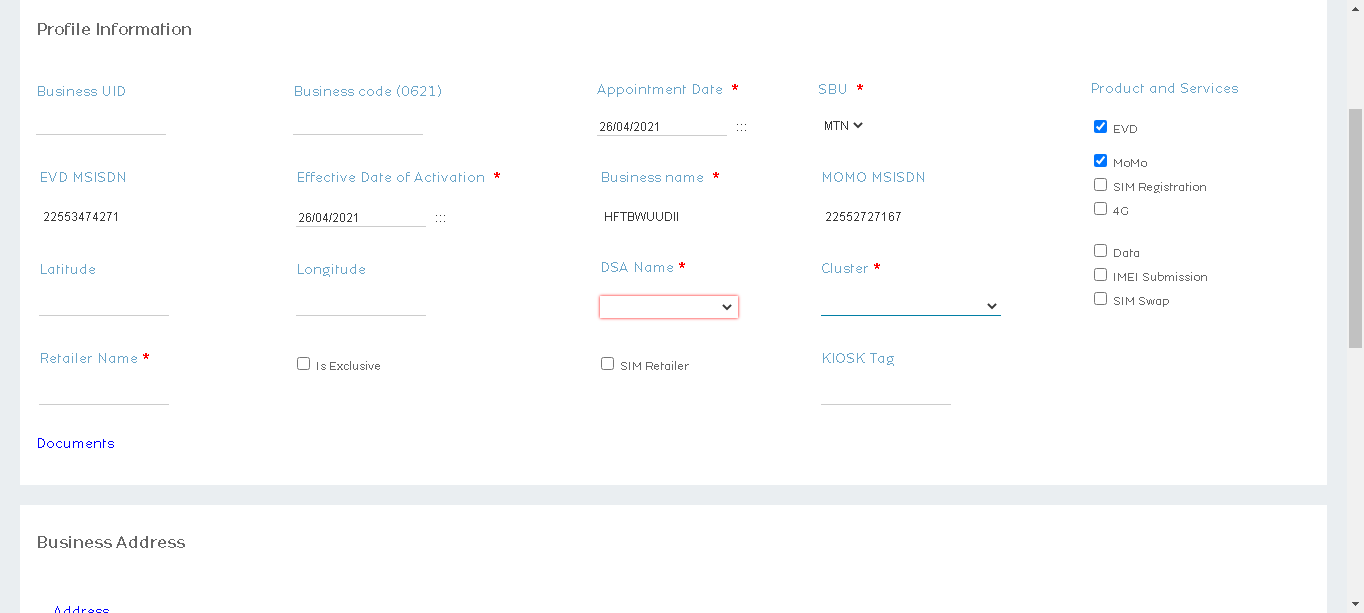 Profile Information
Business UID
Business code (0621)
Appointment Date *
SBU *
Product and Services
26/04/2021 :::
MTN
EVD
MoMo
SIM Registration
4G
Data
IMEI Submission
SIM Swap
EVD MSISDN
Effective Date of Activation *
Business name *
MOMO MSISDN
22553474271
26/04/2021 :::
HFTBWUUDII
22552727167
Latitude
Longitude
DSA Name *
Cluster *
Retailer Name *
Is Exclusive
SIM Retailer
KIOSK Tag
Documents
Business Address
Address